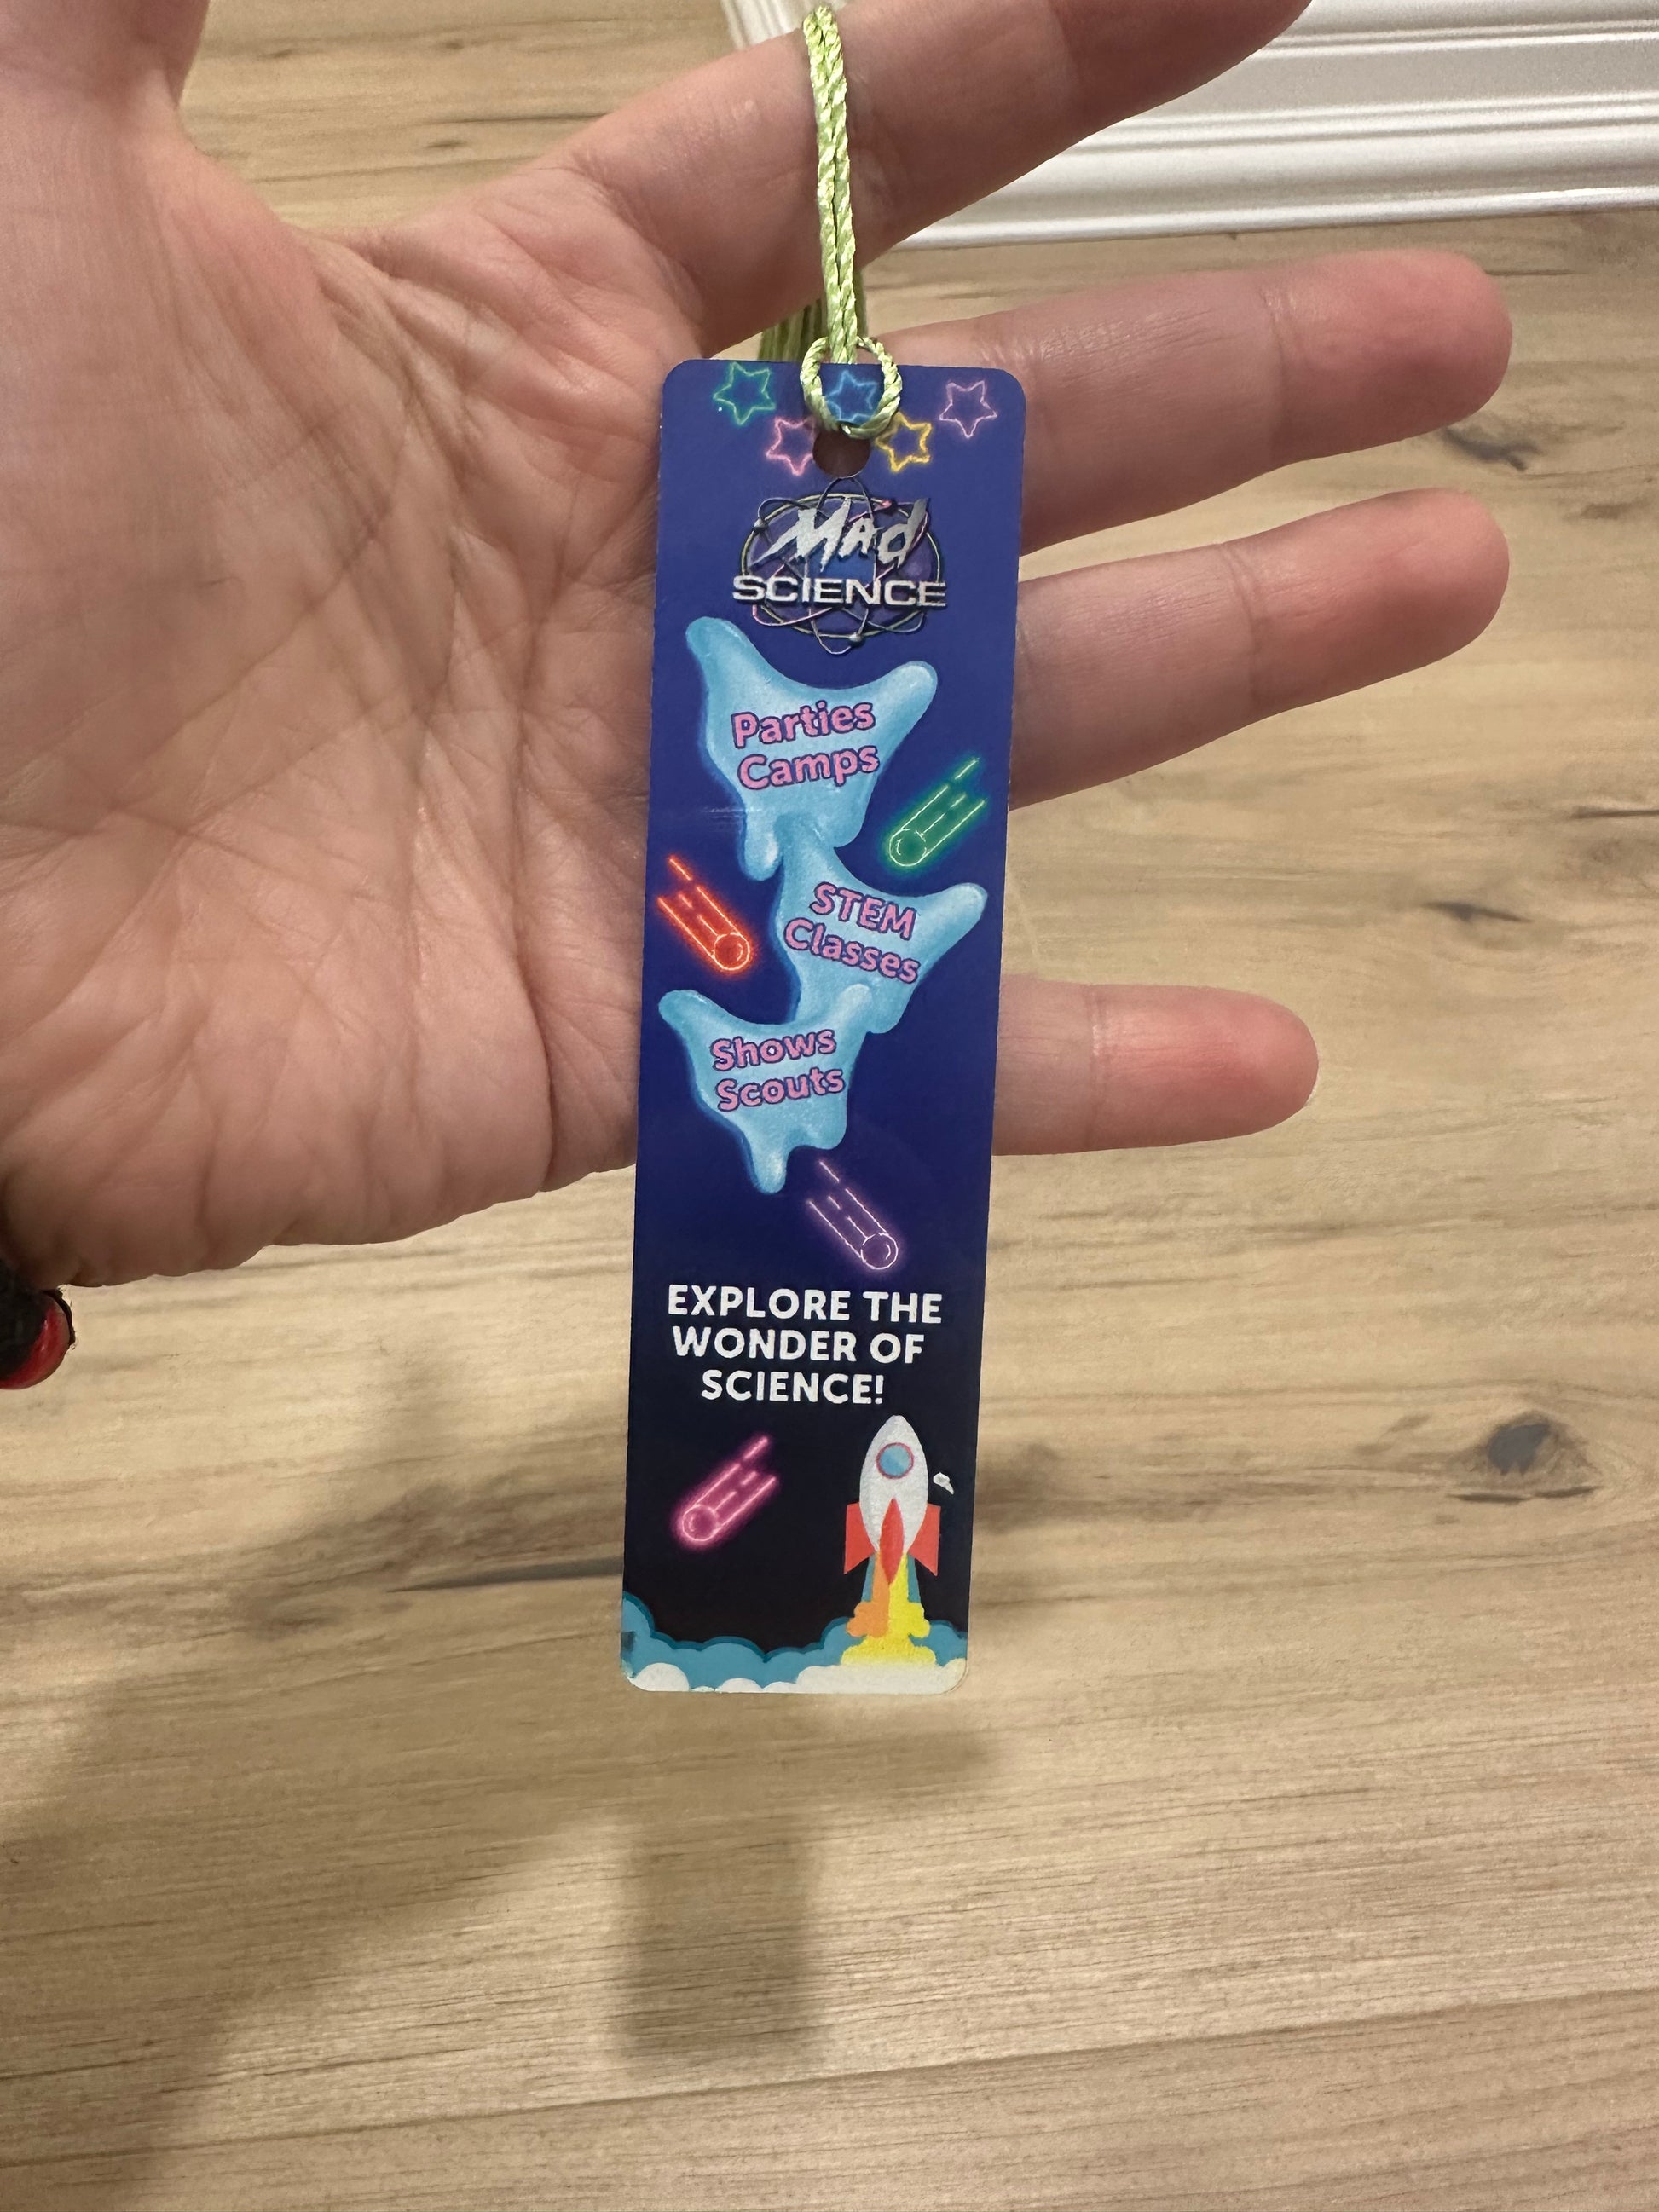 Mad
SCIENCE
Parties
Camps
STEM
Classes
Shows
Scouts
EXPLORE THE
WONDER OF
SCIENCE!